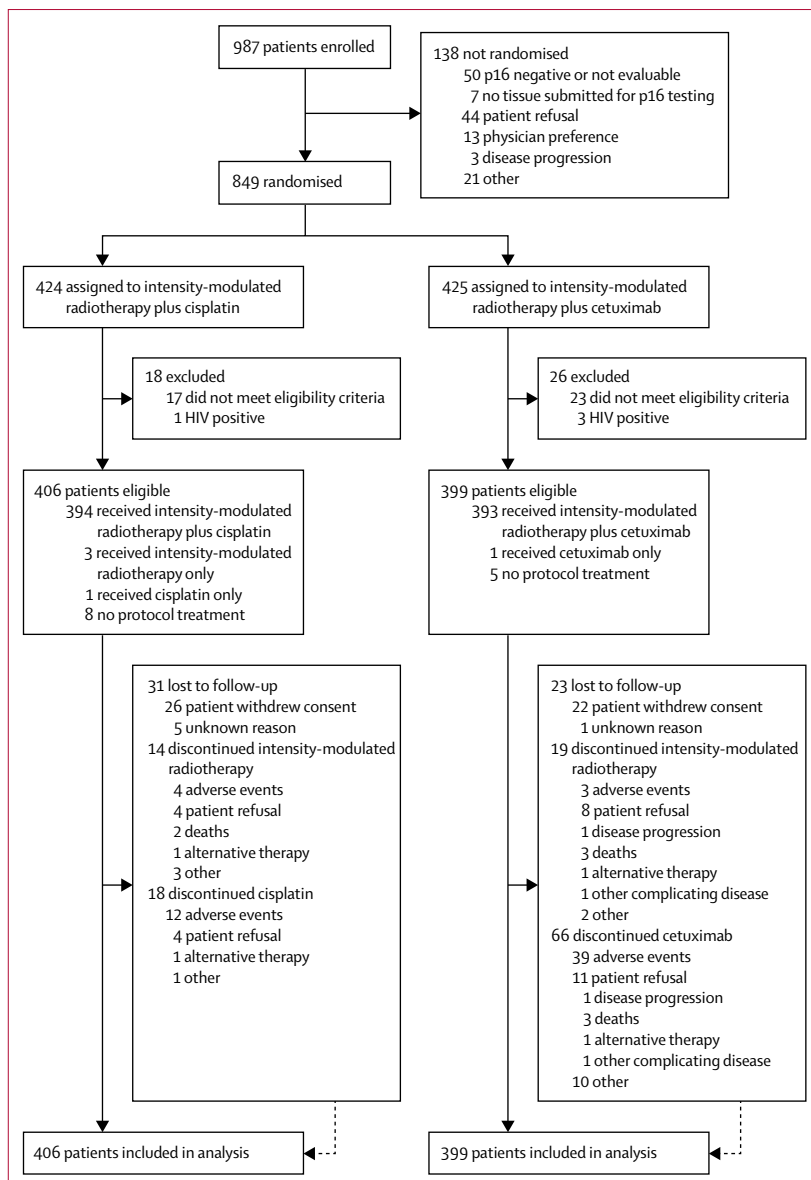 987 patients enrolled
138 not randomised
50 p16 negative or not evaluable
7 no tissue submitted for p16 testing
44 patient refusal
13 physician preference
3 disease progression
21 other
849 randomised
424 assigned to intensity-modulated
radiotherapy plus cisplatin
425 assigned to intensity-modulated
radiotherapy plus cetuximab
18 excluded
17 did not meet eligibility criteria
1 HIV positive
26 excluded
23 did not meet eligibility criteria
3 HIV positive
406 patients eligible
394 received intensity-modulated
radiotherapy plus cisplatin
3 received intensity-modulated
radiotherapy only
1 received cisplatin only
8 no protocol treatment
399 patients eligible
393 received intensity-modulated
radiotherapy plus cetuximab
1 received cetuximab only
5 no protocol treatment
31 lost to follow-up
26 patient withdrew consent
5 unknown reason
14 discontinued intensity-modulated
radiotherapy
4 adverse events
4 patient refusal
2 deaths
1 alternative therapy
3 other
18 discontinued cisplatin
12 adverse events
4 patient refusal
1 alternative therapy
1 other
23 lost to follow-up
22 patient withdrew consent
1 unknown reason
19 discontinued intensity-modulated
radiotherapy
3 adverse events
8 patient refusal
1 disease progression
3 deaths
1 alternative therapy
1 other complicating disease
2 other
66 discontinued cetuximab
39 adverse events
11 patient refusal
1 disease progression
3 deaths
1 alternative therapy
1 other complicating disease
10 other
406 patients included in analysis
399 patients included in analysis